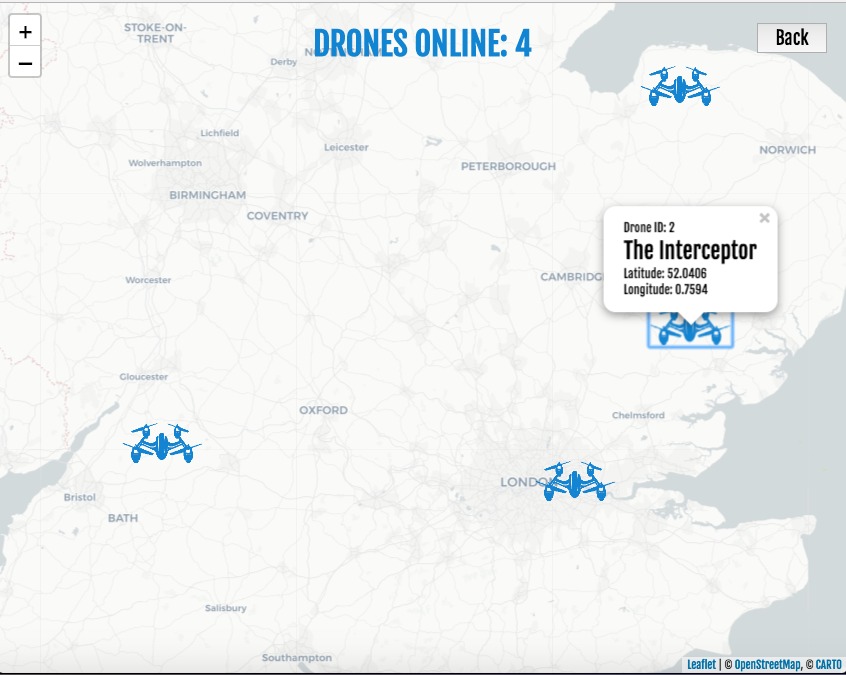 +
−
STOKE-ON-
TRENT
DRONES ONLINE: 4
Back
Derby
Lichfield
Leicester
Wolverhampton
PETERBOROUGH
NORWICH
BIRMINGHAM
COVENTRY
Drone ID: 2
×
The Interceptor
Latitude: 52.0406
Longitude: 0.7594
CAMBRIDG
Worcester
Gloucester
OXFORD
Chelmsford
LONDO
Bristol
BATH
Salisbury
Southampton
Leaflet | © OpenStreetMap, © CARTO